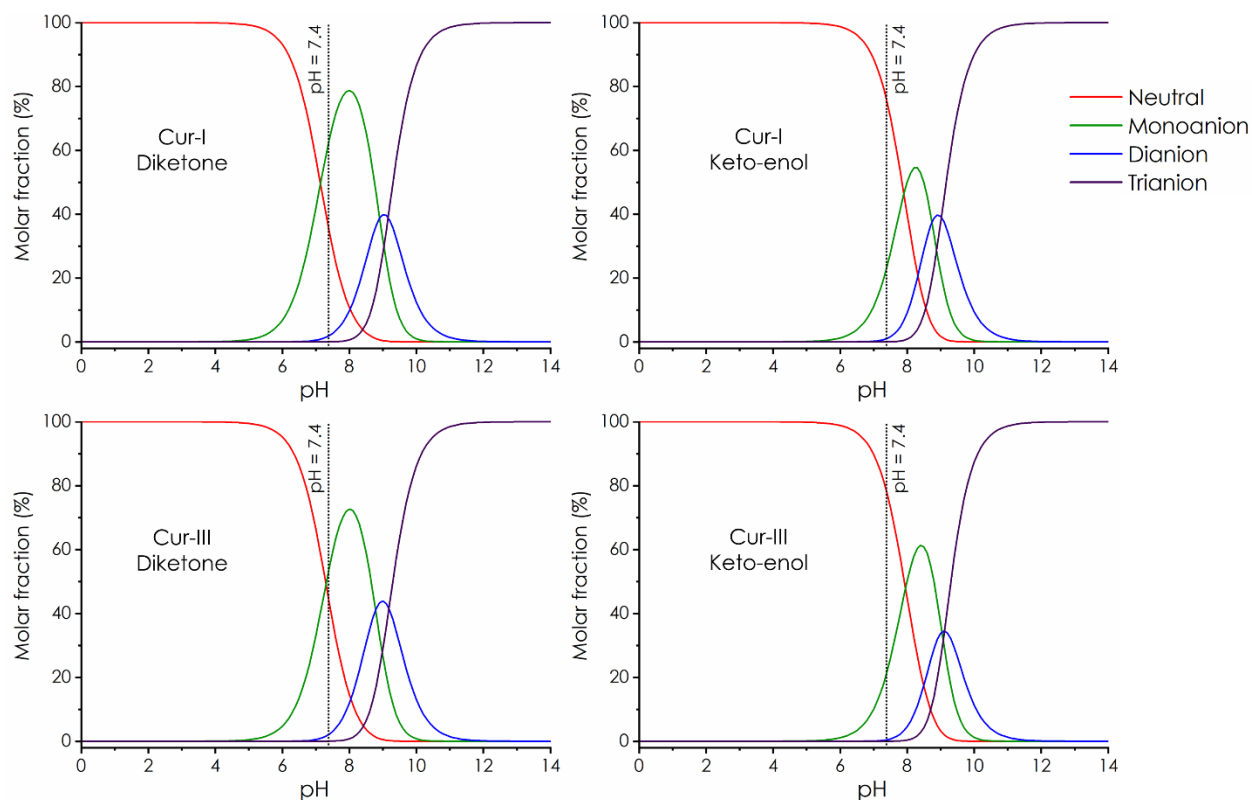 100
80
60
40
20
0
Molar fraction (%)
pH = 7.4
Cur-I
Diketone
0 2 4 6 8 10 12 14
pH
100
80
60
40
20
0
Molar fraction (%)
pH = 7.4
Cur-I
Keto-enol
0 2 4 6 8 10 12 14
pH
Neutral
Monoanion
Dianion
Trianion
100
80
60
40
20
0
Molar fraction (%)
pH = 7.4
Cur-III
Diketone
0 2 4 6 8 10 12 14
pH
100
80
60
40
20
0
Molar fraction (%)
pH = 7.4
Cur-III
Keto-enol
0 2 4 6 8 10 12 14
pH